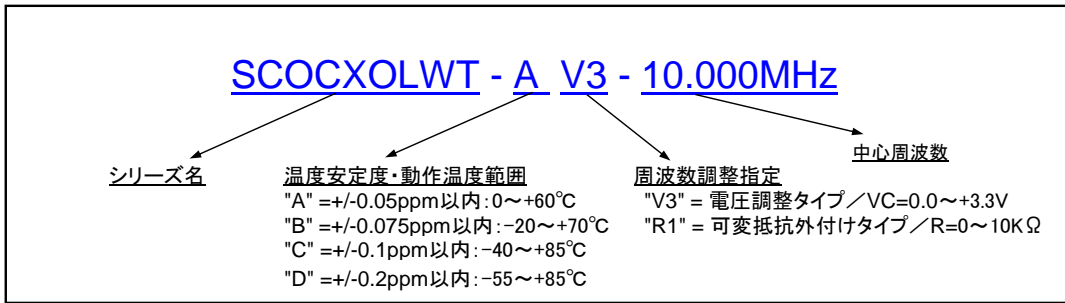 SCOCXOLWT - A V3 - 10.000MHz
中心周波数
シリーズ名
温度安定度・動作温度範囲
周波数調整指定
"A" =+/-0.05ppm以内:0～+60℃
"V3" = 電圧調整タイプ／VC=0.0～+3.3V
"B" =+/-0.075ppm以内:-20～+70℃
"R1" = 可変抵抗外付けタイプ／R=0～10KΩ
"C" =+/-0.1ppm以内:-40～+85℃
"D" =+/-0.2ppm以内:-55～+85℃